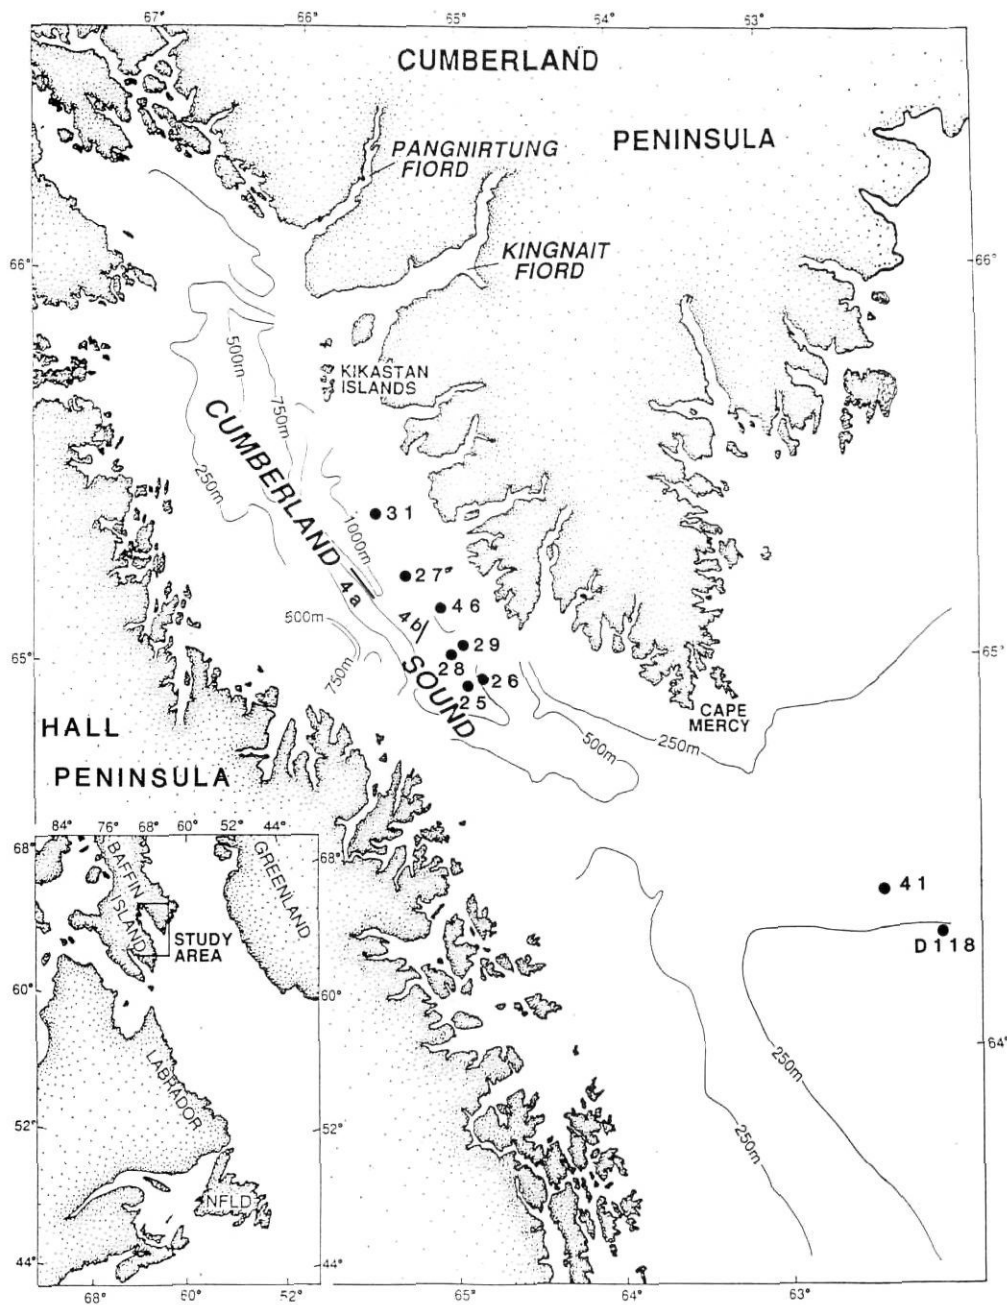 67°
66°
65°
64°
53°
CUMBERLAND
PENINSULA
PANGNIRTUNG
FIORD
KINGNAIT
FIORD
66°
66°
KIKASTAN
ISLANDS
500m
750m
250m
1000m
CUMBERLAND
SOUND
31
27
4a
46
4b
29
28
26
25
500m
750m
65°
65°
CAPE
MERCY
500m
250m
HALL
PENINSULA
84°
76°
68°
60°
52°
44°
68°
68°
BAFFIN
ISLAND
GREENLAND
STUDY
AREA
60°
60°
LABRADOR
52°
52°
NFLD
44°
44°
68°
60°
52°
41
D118
64°
250m
250m
65°
64°
63°